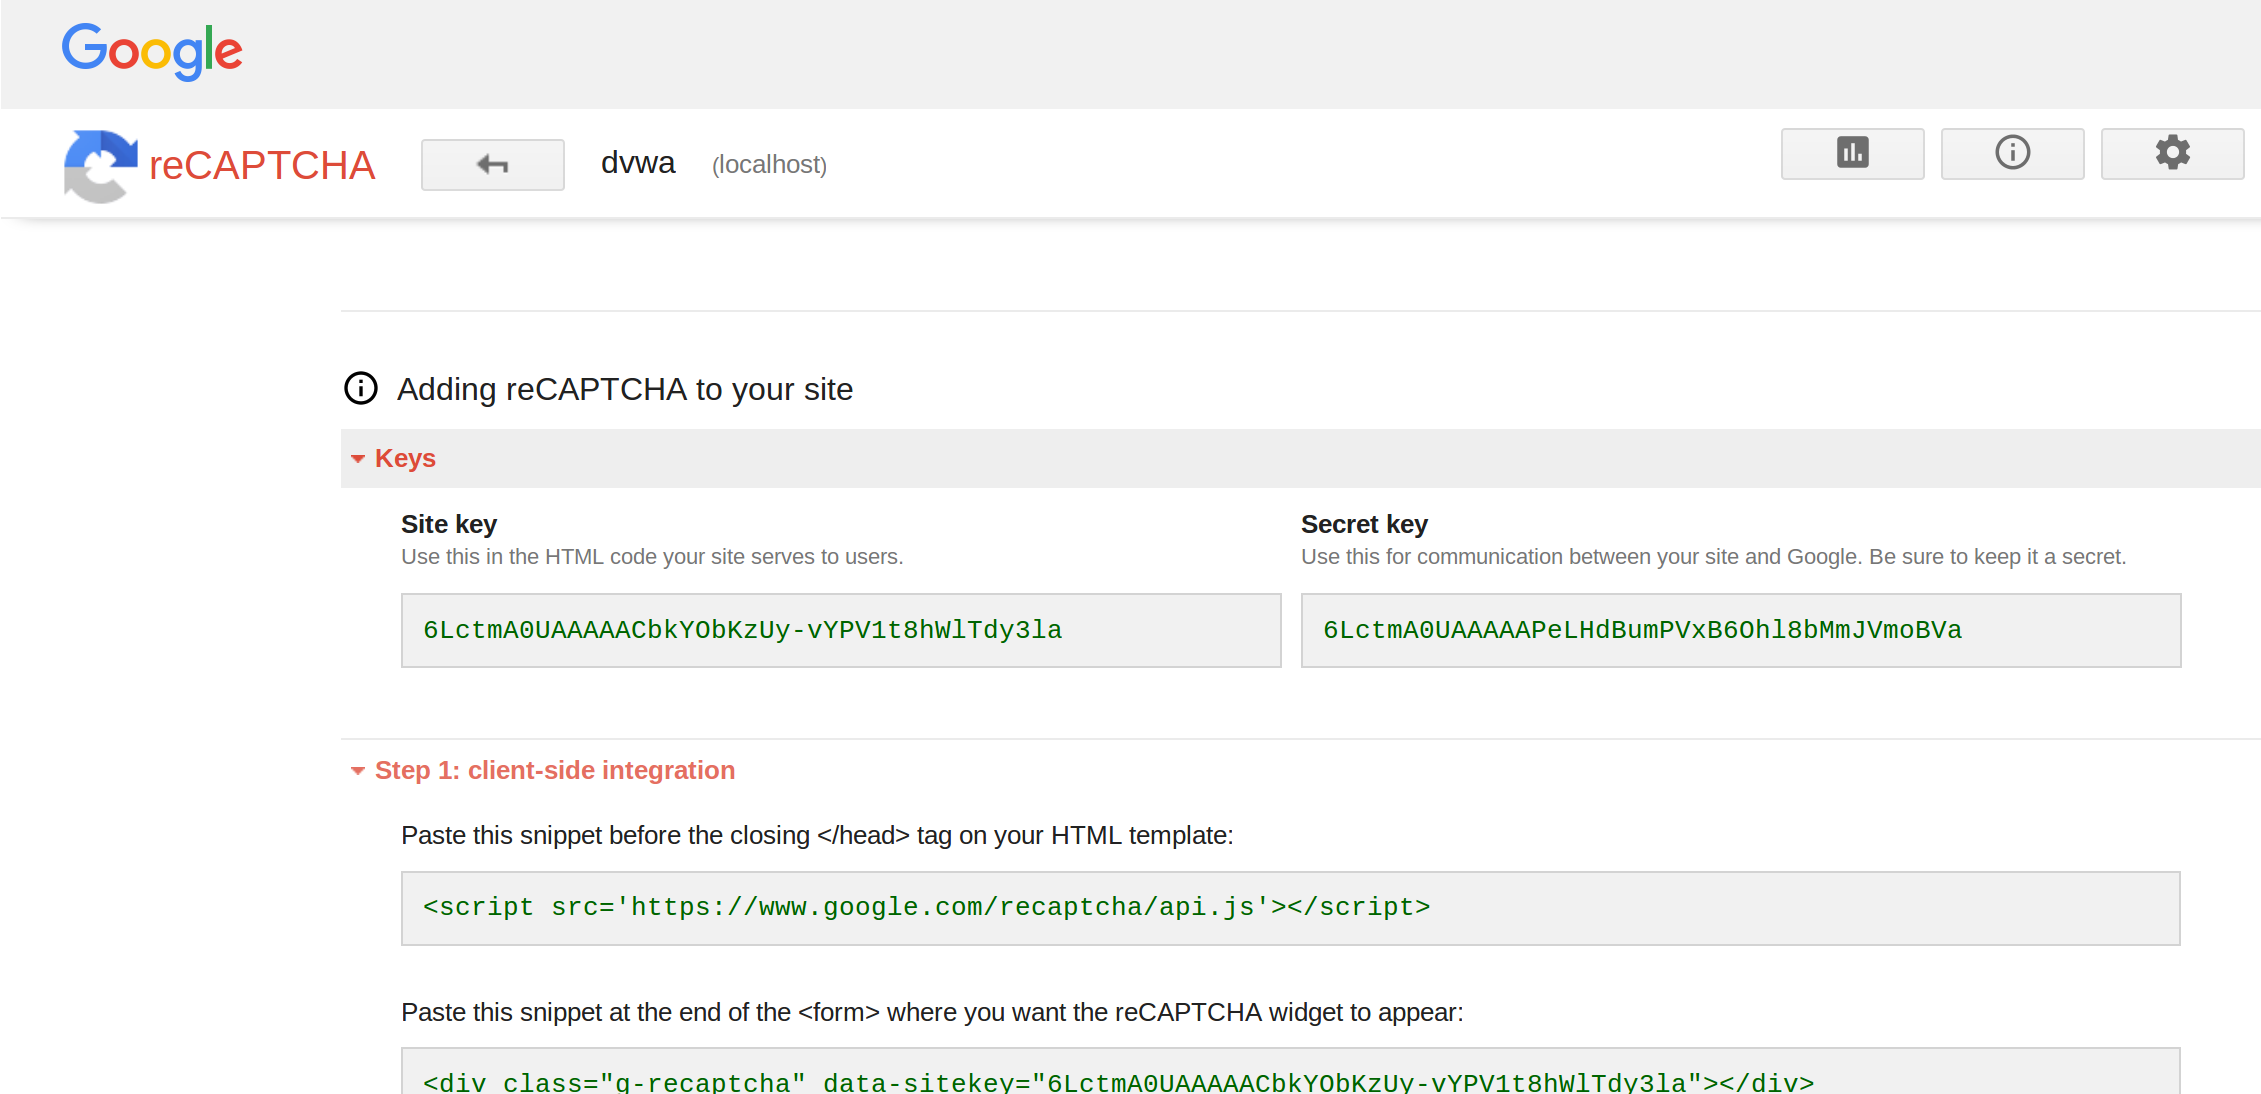 Google
reCAPTCHA dvwa (localhost)
Adding reCAPTCHA to your site
Keys
Site key
Use this in the HTML code your site serves to users.
6LctmA0UAAAAACbkYObKzUy-vYPV1t8hWlTdy3la
Secret key
Use this for communication between your site and Google. Be sure to keep it a secret.
6LctmA0UAAAAAPeLHdBumPVxB6Ohl8bMmJVmoBVa
Step 1: client-side integration
Paste this snippet before the closing </head> tag on your HTML template:
<script src='https://www.google.com/recaptcha/api.js'></script>
Paste this snippet at the end of the <form> where you want the reCAPTCHA widget to appear:
<div class="g-recaptcha" data-sitekey="6LctmA0UAAAAACbkYObKzUy-vYPV1t8hWlTdy3la"></div>